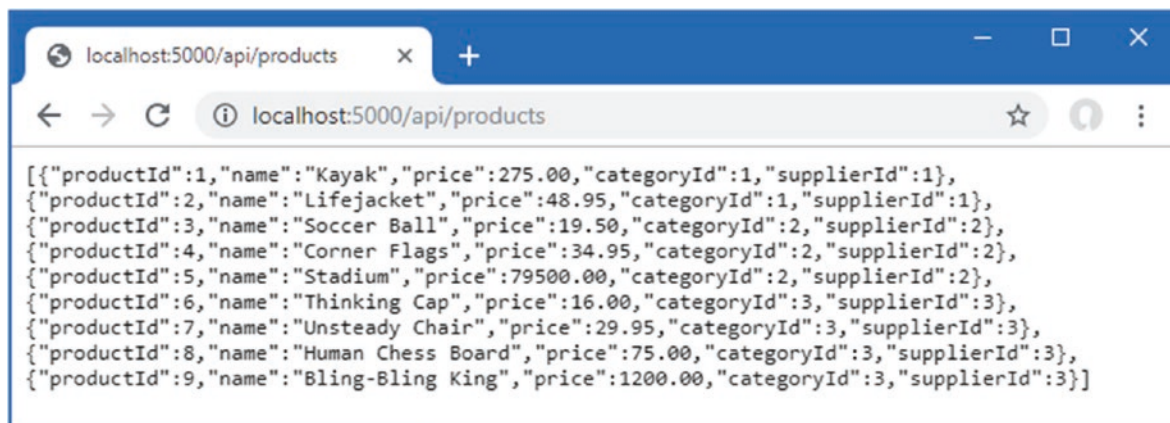 localhost:5000/api/products
localhost:5000/api/products
[{"productId":1,"name":"Kayak","price":275.00,"categoryId":1,"supplierId":1},
{"productId":2,"name":"Lifejacket","price":48.95,"categoryId":1,"supplierId":1},
{"productId":3,"name":"Soccer Ball","price":19.50,"categoryId":2,"supplierId":2},
{"productId":4,"name":"Corner Flags","price":34.95,"categoryId":2,"supplierId":2},
{"productId":5,"name":"Stadium","price":79500.00,"categoryId":2,"supplierId":2},
{"productId":6,"name":"Thinking Cap","price":16.00,"categoryId":3,"supplierId":3},
{"productId":7,"name":"Unsteady Chair","price":29.95,"categoryId":3,"supplierId":3},
{"productId":8,"name":"Human Chess Board","price":75.00,"categoryId":3,"supplierId":3},
{"productId":9,"name":"Bling-Bling King","price":1200.00,"categoryId":3,"supplierId":3}]